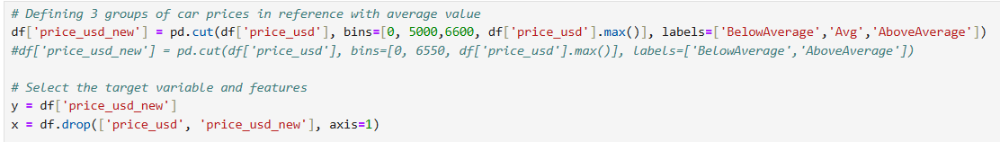 # Defining 3 groups of car prices in reference with average value
df['price_usd_new'] = pd.cut(df['price_usd'], bins=[0, 5000,6600, df['price_usd'].max()], labels=['BelowAverage','Avg','AboveAverage'])
#df['price_usd_new'] = pd.cut(df['price_usd'], bins=[0, 6550, df['price_usd'].max()], labels=['BelowAverage','AboveAverage'])
# Select the target variable and features
y = df['price_usd_new']
x = df.drop(['price_usd', 'price_usd_new'], axis=1)